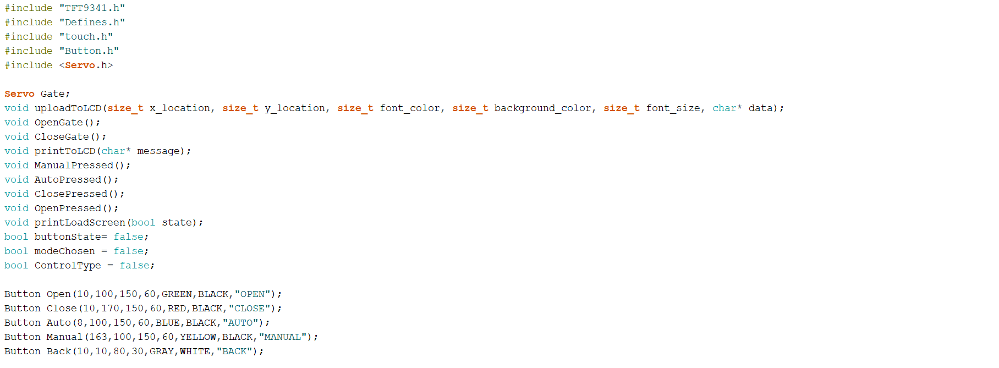 #include "TFT9341.h"
#include "Defines.h"
#include "touch.h"
#include "Button.h"
#include <Servo.h>
Servo Gate;
void uploadToLCD(size_t x_location, size_t y_location, size_t font_color, size_t background_color, size_t font_size, char* data);
void OpenGate();
void CloseGate();
void printToLCD(char* message);
void ManualPressed();
void AutoPressed();
void ClosePressed();
void OpenPressed();
void printLoadScreen(bool state);
bool buttonState= false;
bool modeChosen = false;
bool ControlType = false;
Button Open(10,100,150,60,GREEN,BLACK,"OPEN");
Button Close(10,170,150,60,RED,BLACK,"CLOSE");
Button Auto(8,100,150,60,BLUE,BLACK,"AUTO");
Button Manual(163,100,150,60,YELLOW,BLACK,"MANUAL");
Button Back(10,10,80,30,GRAY,WHITE,"BACK");